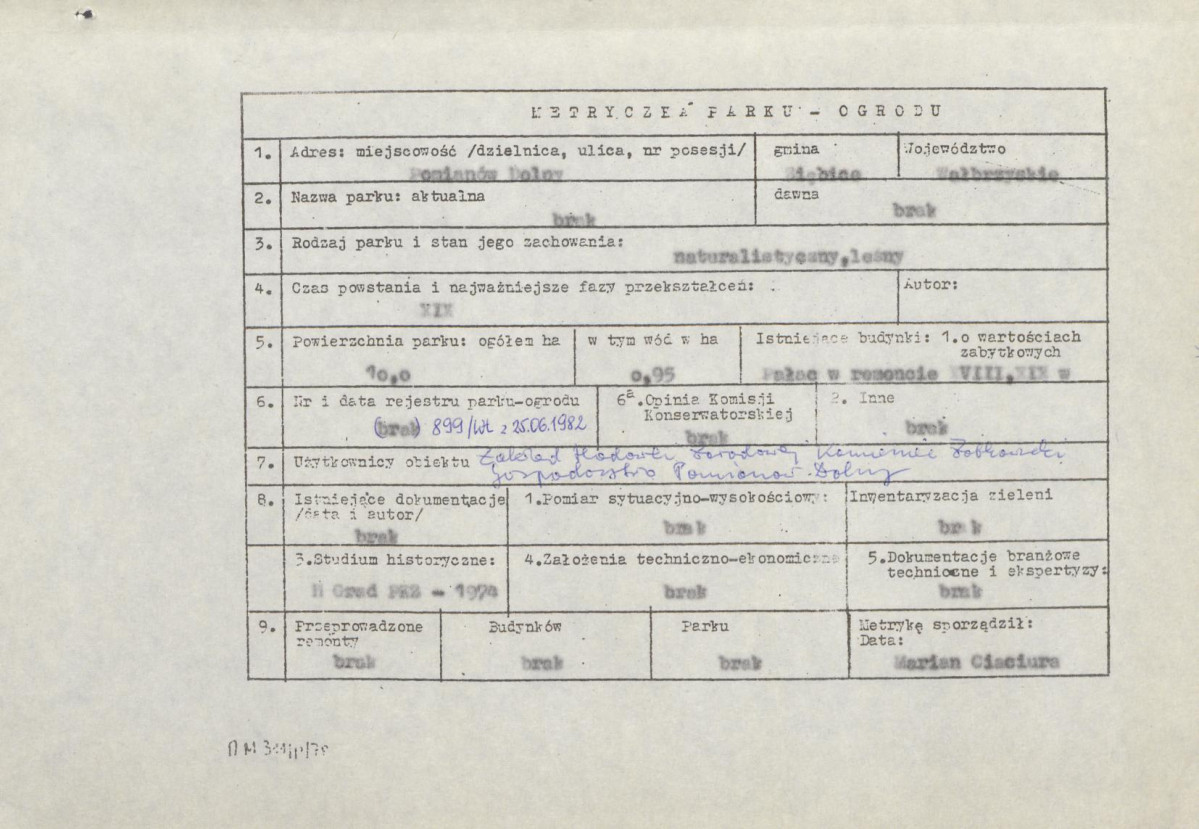 METRYCZKA PARKU - OGRODU
1. Adres: miejscowość /dzielnica, ulica, nr posesji/ gmina Województwo
Pomianów Dolny Ziębice Wałbrzyskie
2. Nazwa parku: aktualna dawna
brak brak
3. Rodzaj parku i stan jego zachowania:
naturalistyczny,leśny
4. Czas powstania i najważniejsze fazy przekształceń: Autor:
XIX
5. Powierzchnia parku: ogółem ha w tym wód w ha Istniejące budynki: 1.o wartościach
zabytkowych
10,0 0,95 Pałac w remoncie XVIII,XIX w
6. Nr i data rejestru parku-ogrodu 6a.Opinia Komisji 2. Inne
Konserwatorskiej
(brak) 899/Wł z 25.06.1982 brak brak
7. Użytkownicy obiektu Zakład Hodowli Zarodowej Kamieniec Ząbkowicki
Gospodarstwo Pomianów Dolny
8. Istniejące dokumentacje 1.Pomiar sytuacyjno-wysokościowy: Inwentaryzacja zieleni
/data i autor/
brak brak brak
3.Studium historyczne: 4.Założenia techniczno-ekonomiczne 5.Dokumentacje branżowe
techniczne i ekspertyzy:
PKZ - 1974 brak brak
9. Przeprowadzone Budynków Parku Metrykę sporządził:
remonty Data:
brak brak brak Marian Ciaciura